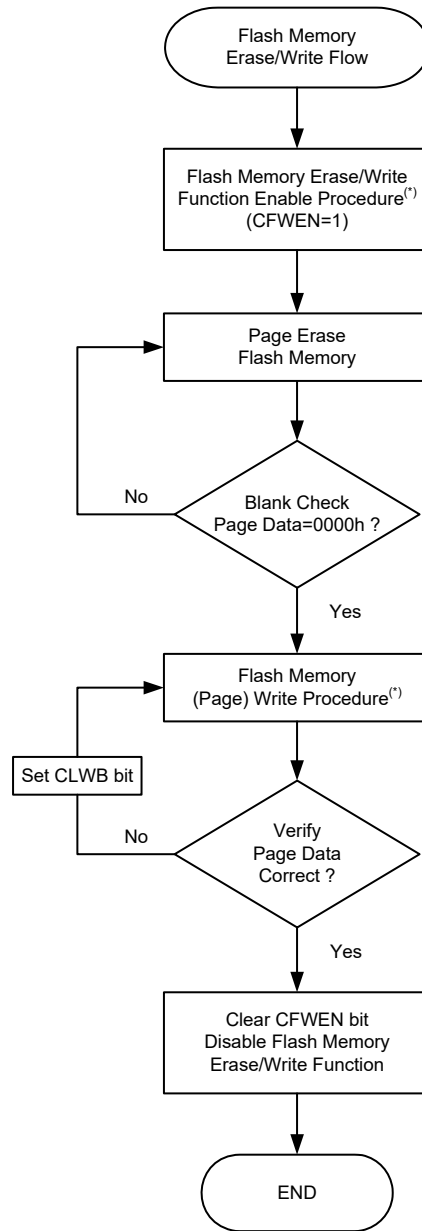 Flash Memory
Erase/Write Flow
Flash Memory Erase/Write
Function Enable Procedure(*)
(CFWEN=1)
Page Erase
Flash Memory
No
Blank Check
Page Data=0000h ?
Yes
Flash Memory
(Page) Write Procedure(*)
Set CLWB bit
No
Verify
Page Data
Correct ?
Yes
Clear CFWEN bit
Disable Flash Memory
Erase/Write Function
END